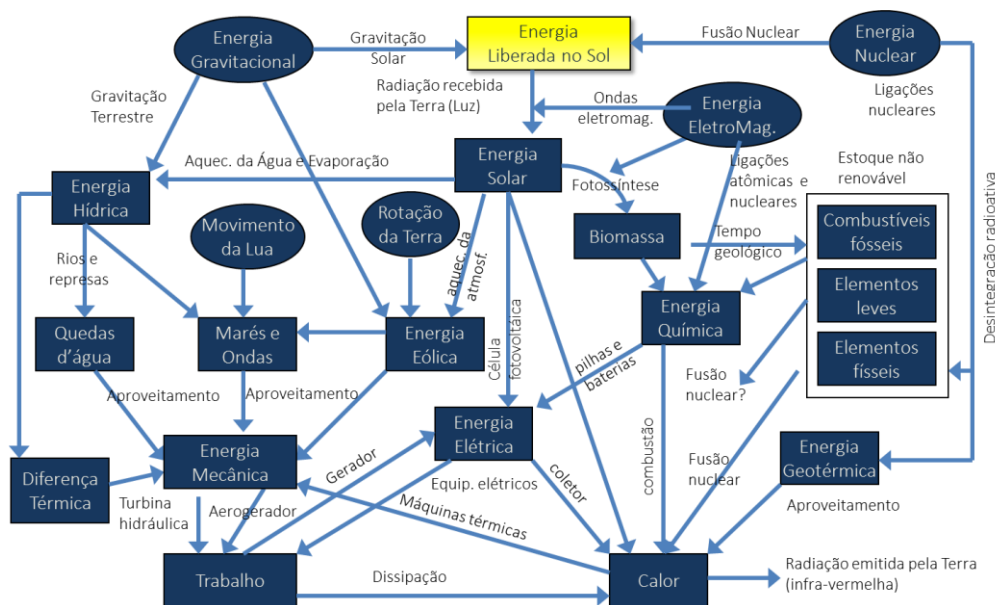 Energia
Gravitacional
Gravitação
Solar
Energia
Liberada no Sol
Fusão Nuclear
Energia
Nuclear
Gravitação
Terrestre
Radiação recebida
pela Terra (Luz)
Ondas
eletromag.
Energia
EletroMag.
Ligações
nucleares
Aquec. da Água e Evaporação
Energia
Solar
Fotossíntese
Ligações
atômicas e
nucleares
Estoque não
renovável
Energia
Hídrica
Movimento
da Lua
Rotação
da Terra
aquec. da
atmosf.
Biomassa
Tempo
geológico
Combustíveis
fósseis
Rios e
represas
Energia
Química
Elementos
leves
Desintegração radioativa
Quedas
d'água
Marés e
Ondas
Energia
Eólica
Célula
fotovoltáica
pilhas e
baterias
Elementos
físseis
Fusão
nuclear?
Aproveitamento
Aproveitamento
Energia
Mecânica
Energia
Elétrica
combustão
Energia
Geotérmica
Diferença
Térmica
Gerador
Equip. elétricos
coletor
Fusão
nuclear
Turbina
hidráulica
Aerogerador
Máquinas térmicas
Aproveitamento
Trabalho
Dissipação
Calor
Radiação emitida pela Terra
(infra-vermelha)